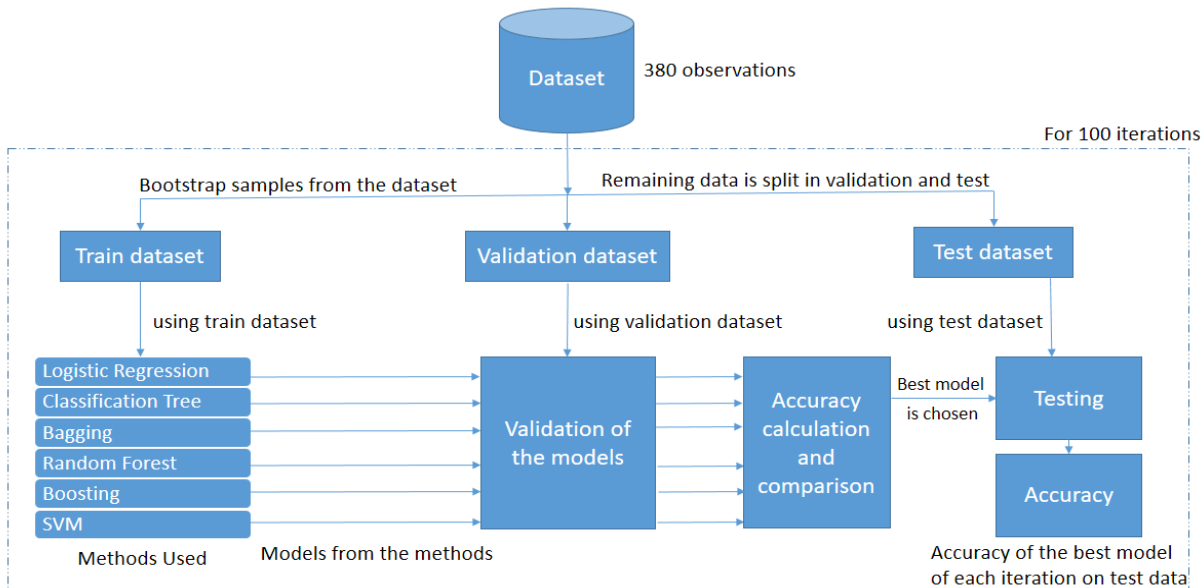 Dataset
380 observations
For 100 iterations
Bootstrap samples from the dataset
Remaining data is split in validation and test
Train dataset
Validation dataset
Test dataset
using train dataset
using validation dataset
using test dataset
Logistic Regression
Classification Tree
Bagging
Random Forest
Boosting
SVM
Methods Used
Models from the methods
Validation of
the models
Accuracy
calculation
and
comparison
Best model
is chosen
Testing
Accuracy
Accuracy of the best model
of each iteration on test data